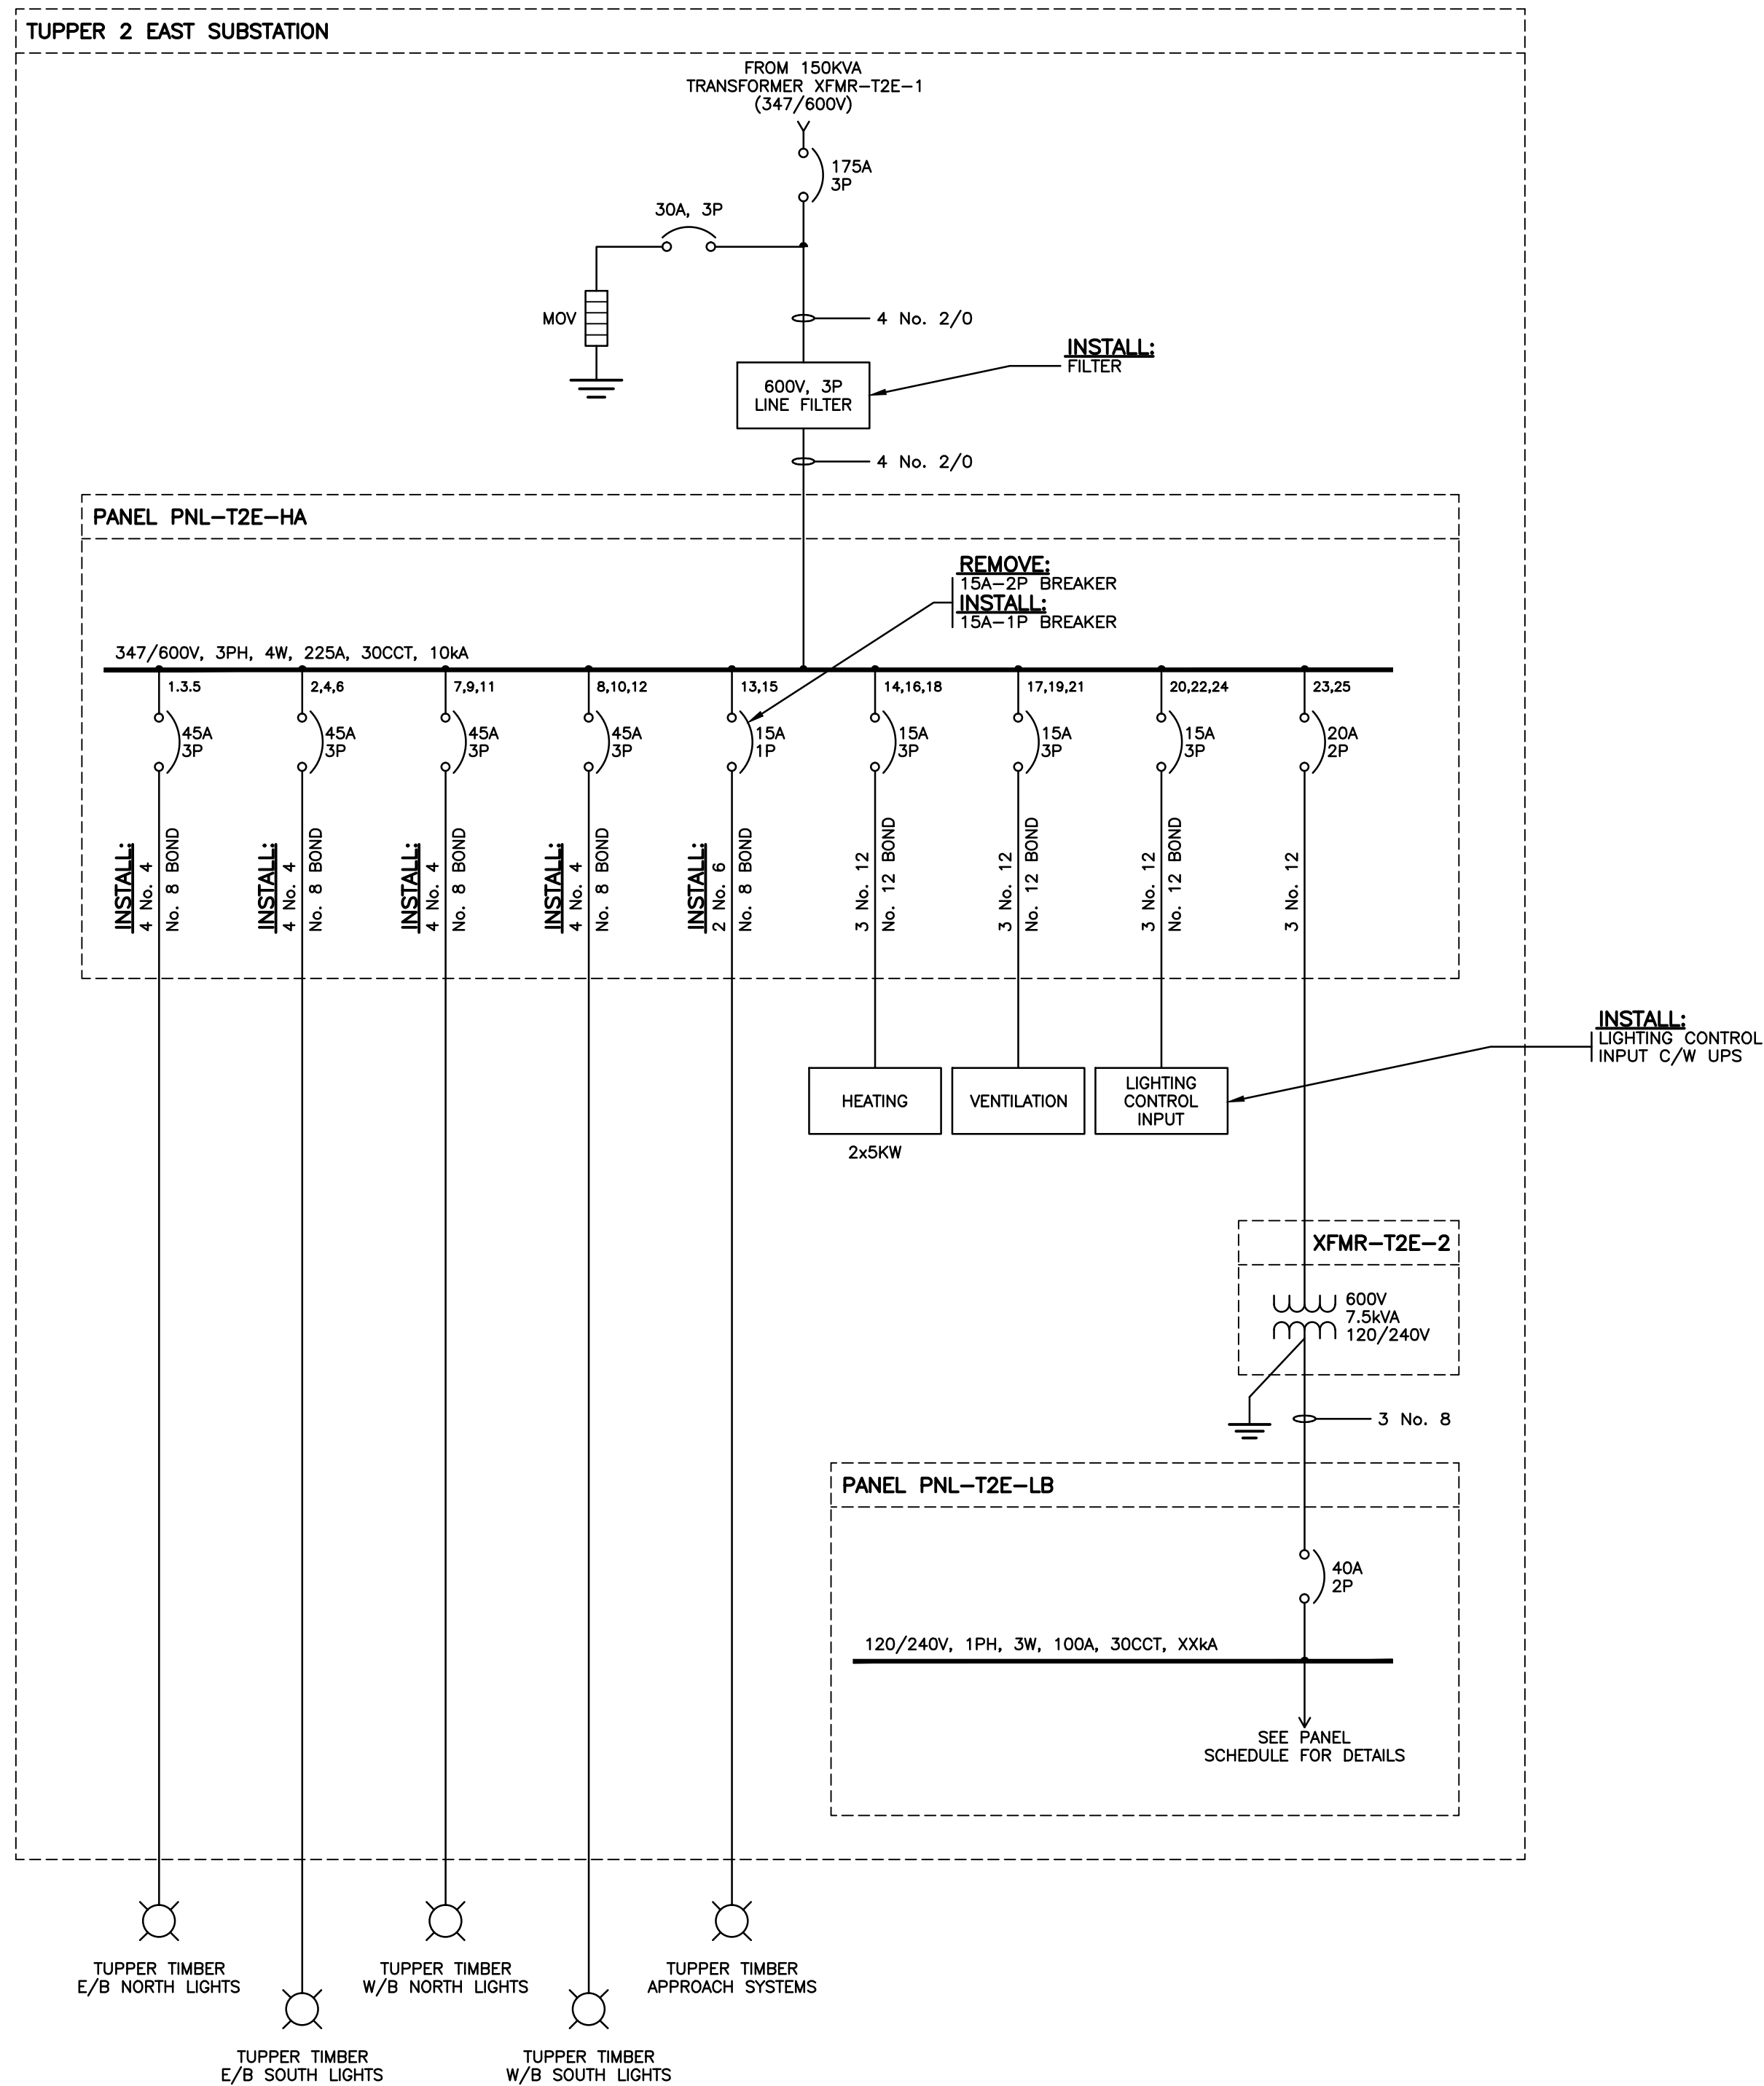 TUPPER 2 EAST SUBSTATION
FROM 150KVA
TRANSFORMER XFMR-T2E-1
(347/600V)
175A
3P
30A, 3P
MOV
4 No. 2/0
INSTALL:
FILTER
600V, 3P
LINE FILTER
4 No. 2/0
PANEL PNL-T2E-HA
REMOVE:
15A-2P BREAKER
INSTALL:
15A-1P BREAKER
347/600V, 3PH, 4W, 225A, 30CCT, 10kA
1.3.5
2,4,6
7,9,11
8,10,12
13,15
14,16,18
17,19,21
20,22,24
23,25
45A
3P
45A
3P
45A
3P
45A
3P
15A
1P
15A
3P
15A
3P
15A
3P
20A
2P
INSTALL:
4 No. 4
No. 8 BOND
INSTALL:
4 No. 4
No. 8 BOND
INSTALL:
4 No. 4
No. 8 BOND
INSTALL:
4 No. 4
No. 8 BOND
INSTALL:
2 No. 6
No. 8 BOND
3 No. 12
No. 12 BOND
3 No. 12
No. 12 BOND
3 No. 12
No. 12 BOND
3 No. 12
INSTALL:
LIGHTING CONTROL
INPUT C/W UPS
HEATING
2x5KW
VENTILATION
LIGHTING
CONTROL
INPUT
XFMR-T2E-2
600V
7.5kVA
120/240V
3 No. 8
PANEL PNL-T2E-LB
40A
2P
120/240V, 1PH, 3W, 100A, 30CCT, XXkA
SEE PANEL
SCHEDULE FOR DETAILS
TUPPER TIMBER
E/B NORTH LIGHTS
TUPPER TIMBER
W/B NORTH LIGHTS
TUPPER TIMBER
APPROACH SYSTEMS
TUPPER TIMBER
E/B SOUTH LIGHTS
TUPPER TIMBER
W/B SOUTH LIGHTS